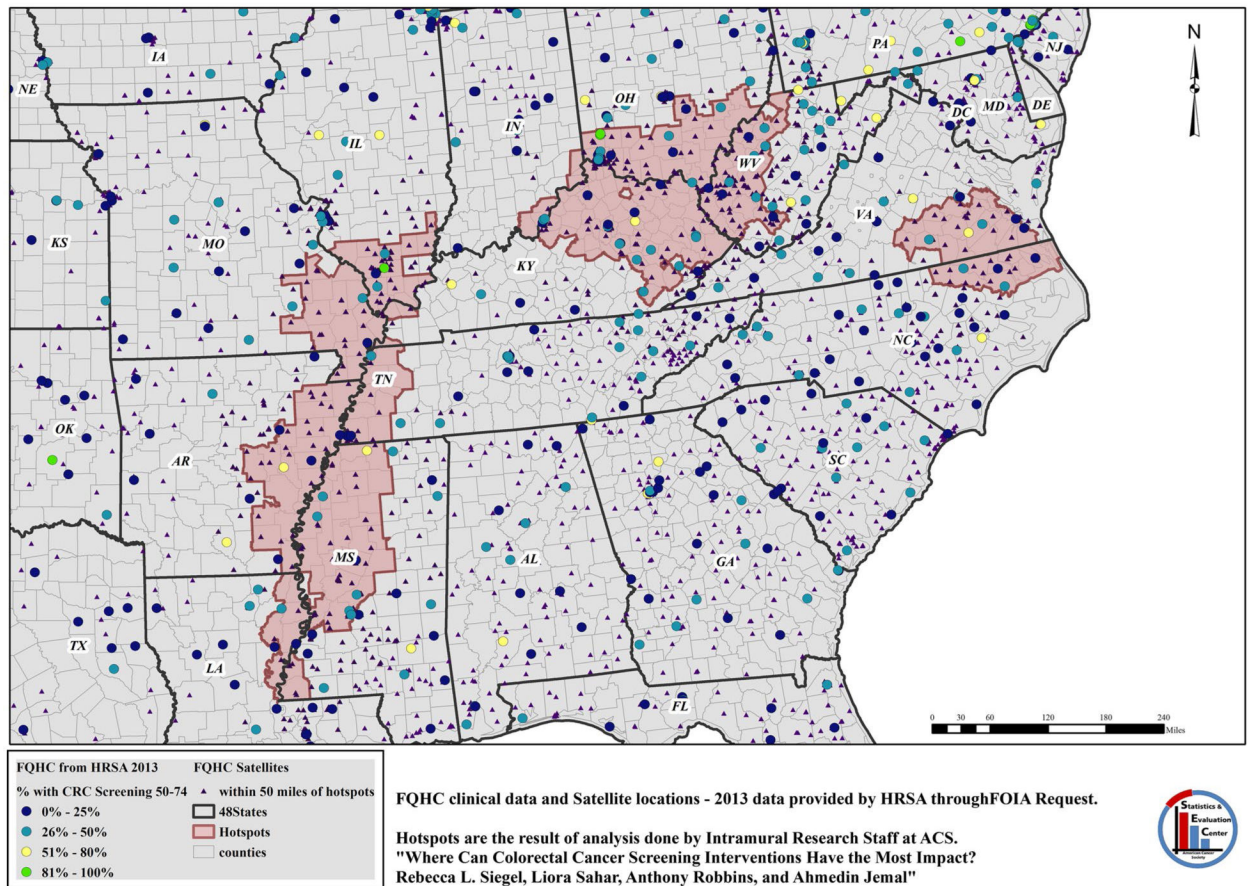 N
IA
NE
PA
NJ
OH
MD
DE
DC
IN
IL
WV
VA
KS
MO
KY
NC
TN
OK
AR
SC
MS
AL
GA
TX
LA
FL
0 30 60 120 180 240
Miles
FQHC from HRSA 2013
% with CRC Screening 50-74
0% - 25%
26% - 50%
51% - 80%
81% - 100%
FQHC Satellites
within 50 miles of hotspots
48States
Hotspots
counties
FQHC clinical data and Satellite locations - 2013 data provided by HRSA throughFOIA Request.
Hotspots are the result of analysis done by Intramural Research Staff at ACS.
"Where Can Colorectal Cancer Screening Interventions Have the Most Impact?
Rebecca L. Siegel, Liora Sahar, Anthony Robbins, and Ahmedin Jemal"
Statistics &
Evaluation
Center
American Cancer
Society